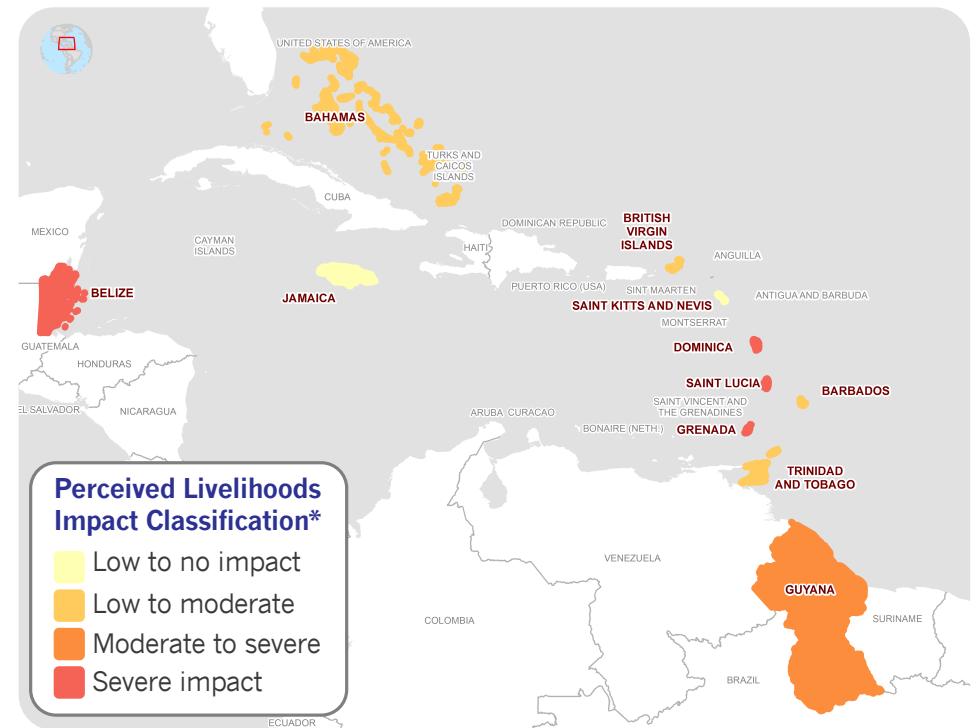 UNITED STATES OF AMERICA
BAHAMAS
TURKS AND
CAICOS
ISLANDS
CUBA
MEXICO
CAYMAN
ISLANDS
HAITI
DOMINICAN REPUBLIC
BRITISH
VIRGIN
ISLANDS
ANGUILLA
PUERTO RICO (USA)
SINT MAARTEN
ANTIGUA AND BARBUDA
BELIZE
JAMAICA
SAINT KITTS AND NEVIS
MONTSERRAT
GUATEMALA
DOMINICA
HONDURAS
SAINT LUCIA
BARBADOS
SAINT VINCENT AND
THE GRENADINES
EL SALVADOR
NICARAGUA
ARUBA
CURACAO
BONAIRE (NETH.)
GRENADA
TRINIDAD
AND TOBAGO
VENEZUELA
GUYANA
COLOMBIA
SURINAME
BRAZIL
ECUADOR
Perceived Livelihoods
Impact Classification*
Low to no impact
Low to moderate
Moderate to severe
Severe impact